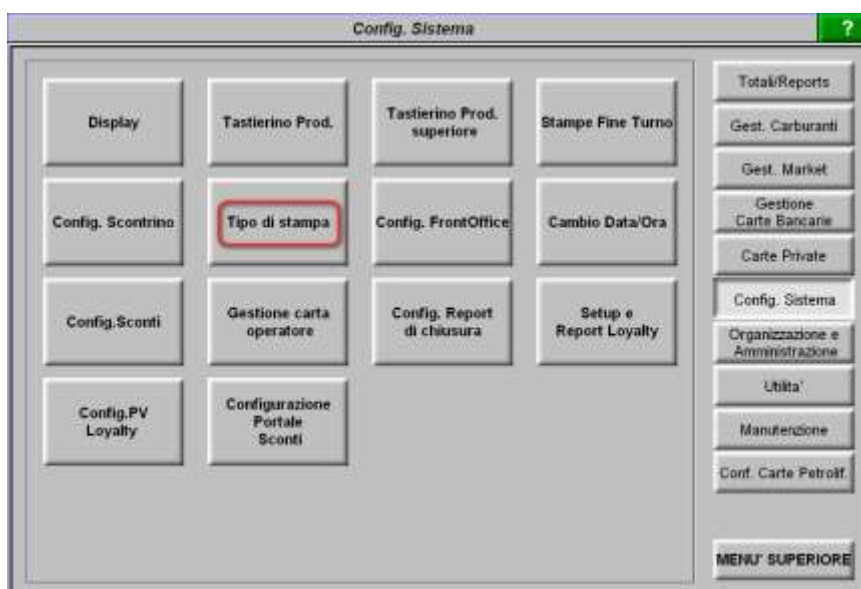 Config. Sistema
?
Display
Tastierino Prod.
Tastierino Prod.
superiore
Stampe Fine Turno
Config. Scontrino
Tipo di stampa
Config. FrontOffice
Cambio Data/Ora
Config.Sconti
Gestione carta
operatore
Config. Report
di chiusura
Setup e
Report Loyalty
Config.PV
Loyalty
Configurazione
Portale
Sconti
Totali/Reports
Gest. Carburanti
Gest. Market
Gestione
Carte Bancarie
Carte Private
Config. Sistema
Organizzazione e
Amministrazione
Utilita'
Manutenzione
Conf. Carte Petrolif.
MENU' SUPERIORE